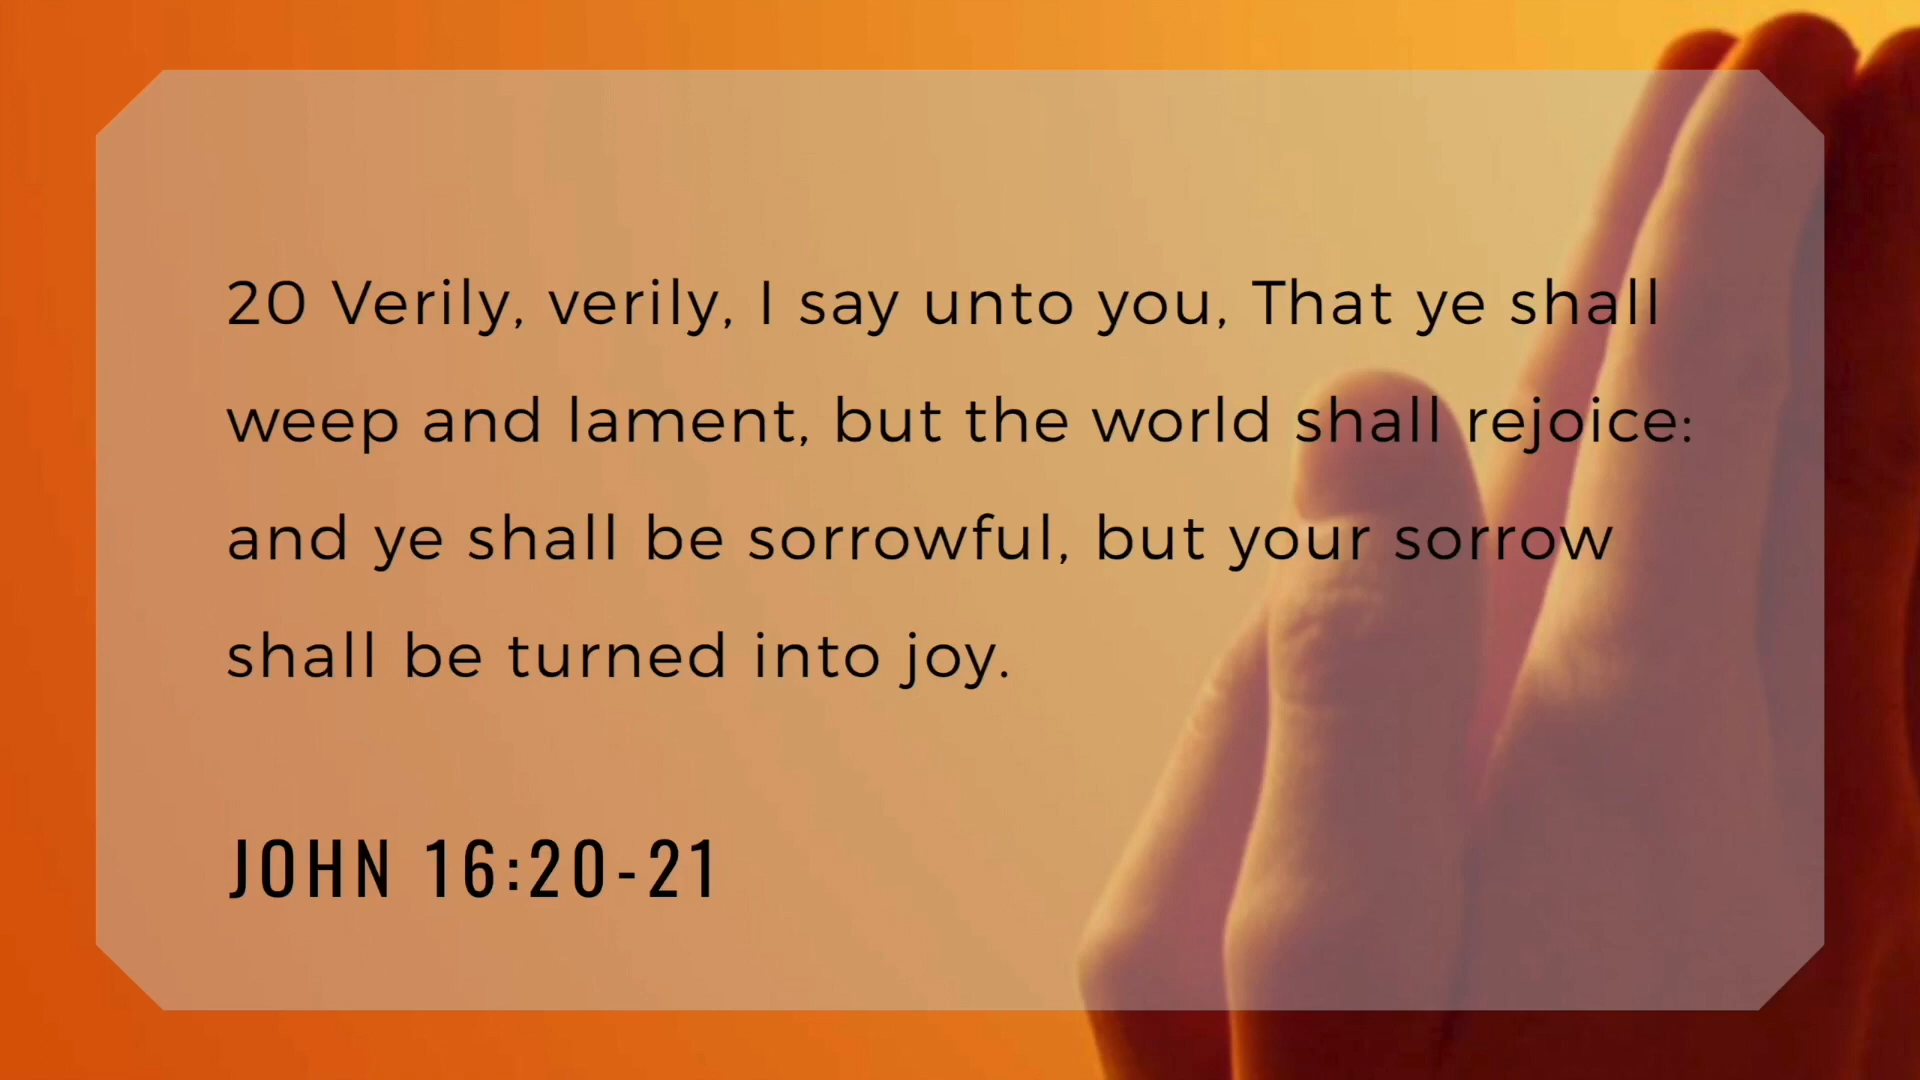 20 Verily, verily, I say unto you, That ye shall
weep and lament, but the world shall rejoice:
and ye shall be sorrowful, but your sorrow
shall be turned into joy.
JOHN 16:20-21